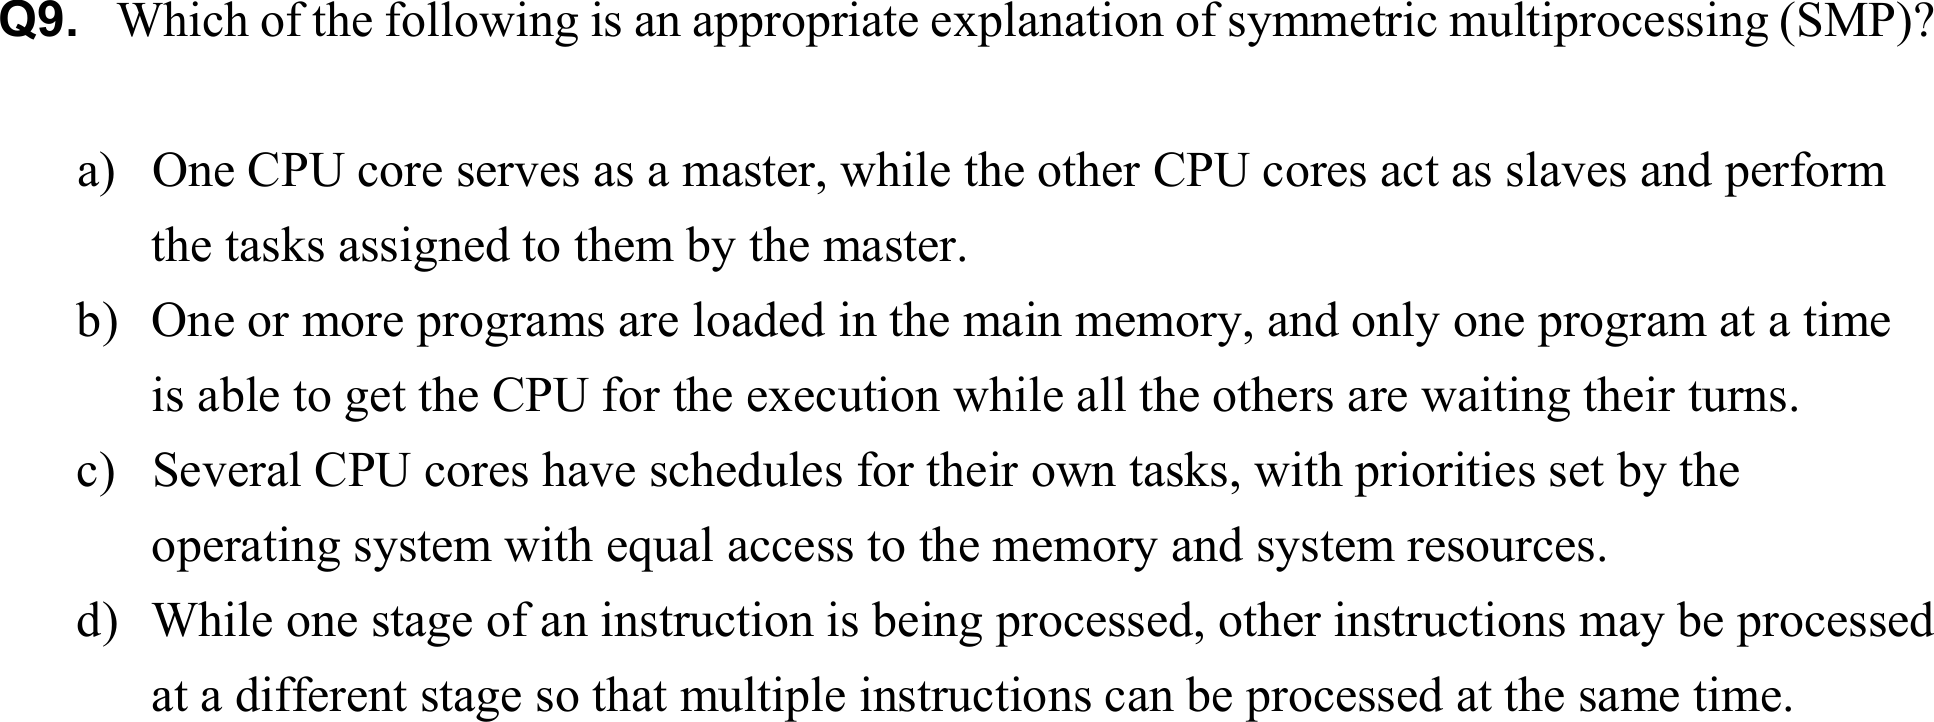 Q9. Which of the following is an appropriate explanation of symmetric multiprocessing (SMP)?
a) One CPU core serves as a master, while the other CPU cores act as slaves and perform
the tasks assigned to them by the master.
b) One or more programs are loaded in the main memory, and only one program at a time
is able to get the CPU for the execution while all the others are waiting their turns.
c) Several CPU cores have schedules for their own tasks, with priorities set by the
operating system with equal access to the memory and system resources.
d) While one stage of an instruction is being processed, other instructions may be processed
at a different stage so that multiple instructions can be processed at the same time.